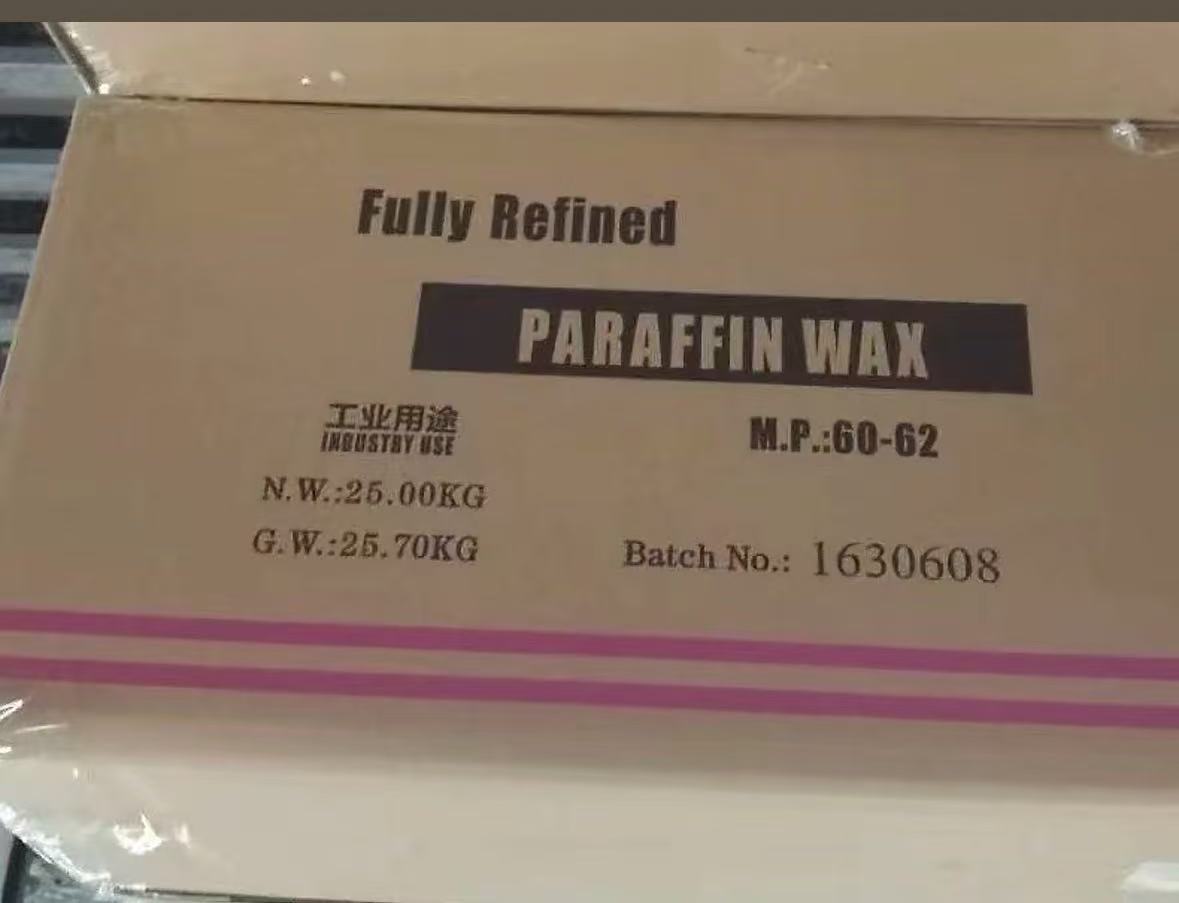 Fully Refined
PARAFFIN WAX
工业用途
INDUSTRY USE
M.P.:60-62
N.W.:25.00KG
G.W.:25.70KG
Batch No.: 1630608